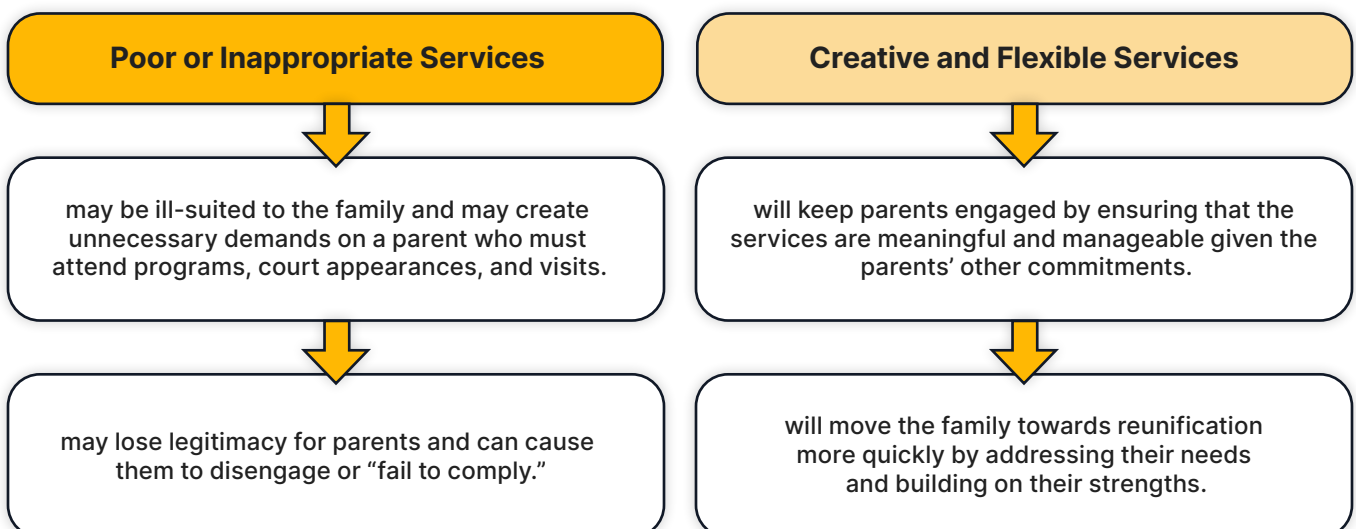 Poor or Inappropriate Services
may be ill-suited to the family and may create
unnecessary demands on a parent who must
attend programs, court appearances, and visits.
may lose legitimacy for parents and can cause
them to disengage or “fail to comply.”
Creative and Flexible Services
will keep parents engaged by ensuring that the
services are meaningful and manageable given the
parents’ other commitments.
will move the family towards reunification
more quickly by addressing their needs
and building on their strengths.